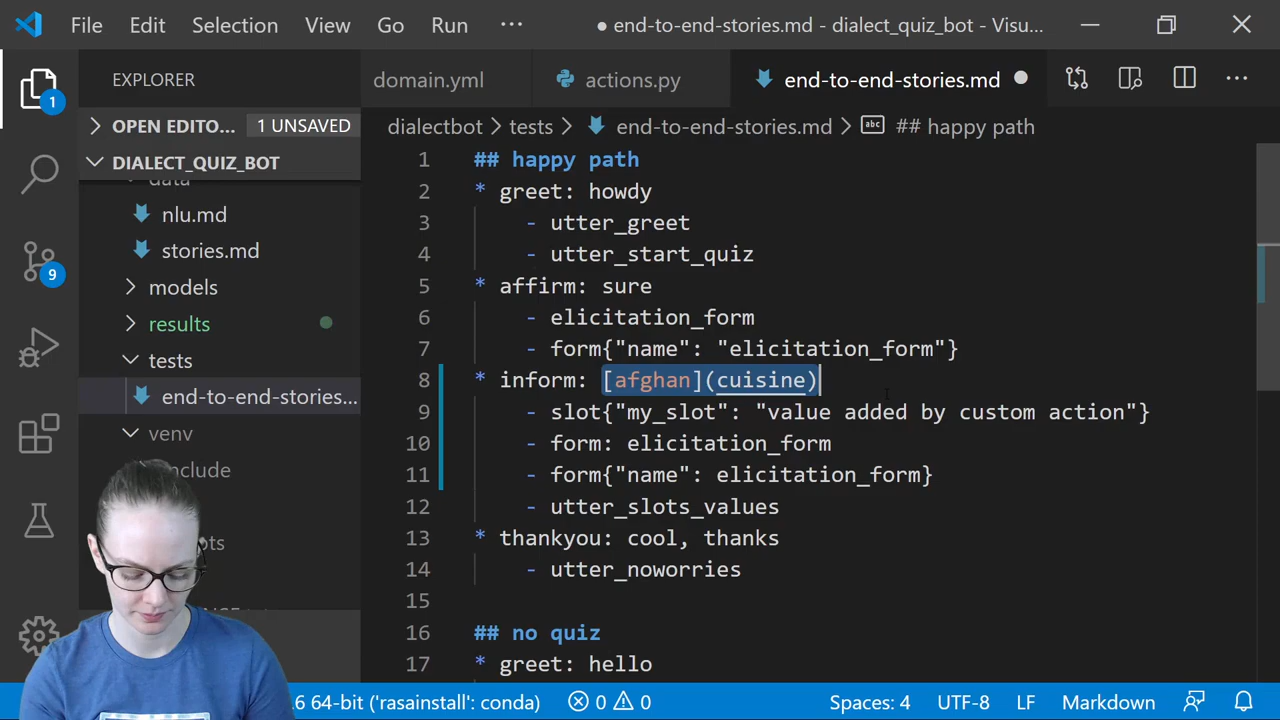 File Edit Selection View Go Run ··· ● end-to-end-stories.md - dialect_quiz_bot - Visu...
EXPLORER
domain.yml actions.py end-to-end-stories.md
1
OPEN EDITO... 1 UNSAVED
dialectbot > tests > end-to-end-stories.md > abc ## happy path
DIALECT_QUIZ_BOT
data
nlu.md
stories.md
models
results
tests
end-to-end-stories...
venv
include
9
1 ## happy path
2 * greet: howdy
3 - utter_greet
4 - utter_start_quiz
5 * affirm: sure
6 - elicitation_form
7 - form{"name": "elicitation_form"}
8 * inform: [afghan](cuisine)
9 - slot{"my_slot": "value added by custom action"}
10 - form: elicitation_form
11 - form{"name": elicitation_form}
12 - utter_slots_values
13 * thankyou: cool, thanks
14 - utter_noworries
15
16 ## no quiz
17 * greet: hello
.6 64-bit ('rasainstall': conda) 0 0 Spaces: 4 UTF-8 LF Markdown